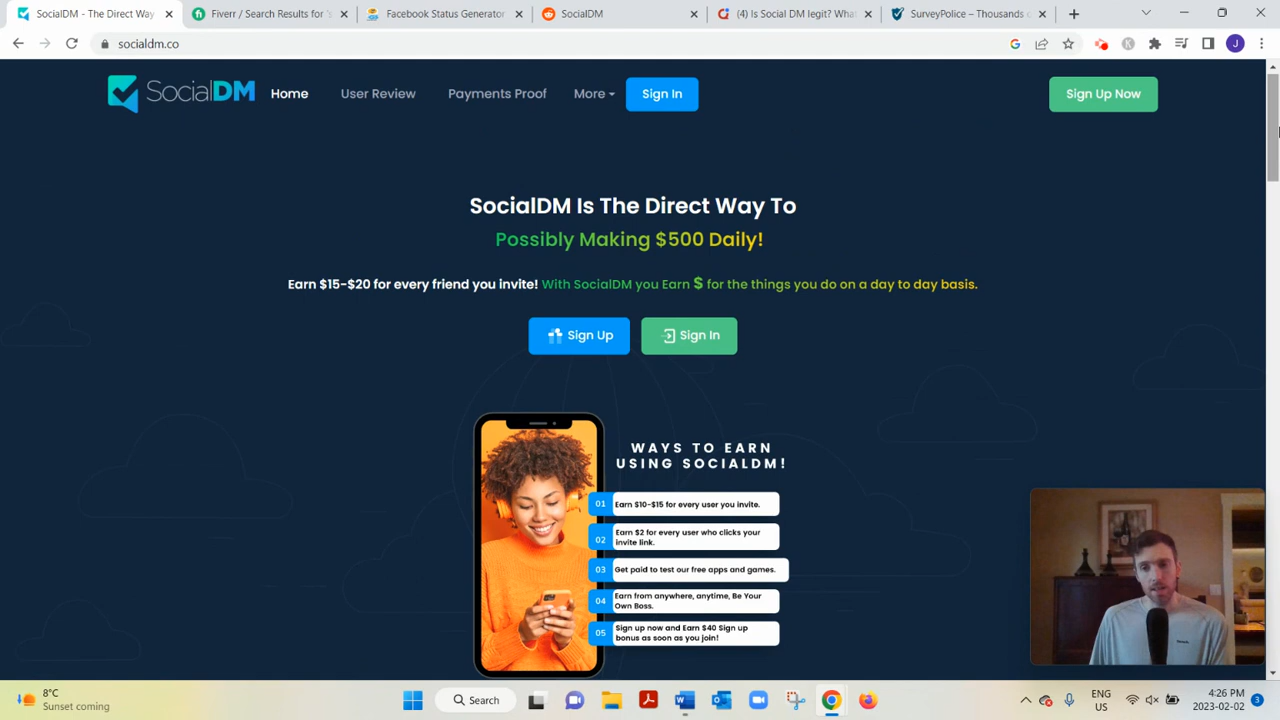 SocialDM - The Direct Way
Fiverr / Search Results for 's
Facebook Status Generator
SocialDM
(4) Is Social DM legit? Wha
SurveyPolice – Thousands o
socialdm.co
J
SocialDM
Home
User Review
Payments Proof
More
Sign In
Sign Up Now
SocialDM Is The Direct Way To
Possibly Making $500 Daily!
Earn $15-$20 for every friend you invite! With SocialDM you Earn $ for the things you do on a day to day basis.
Sign Up
Sign In
WAYS TO EARN
USING SOCIALDM!
01 Earn $10-$15 for every user you invite.
02 Earn $2 for every user who clicks your
invite link.
03 Get paid to test our free apps and games.
04 Earn from anywhere, anytime, Be Your
Own Boss.
05 Sign up now and Earn $40 Sign up
bonus as soon as you join!
8°C
Sunset coming
Search
ENG
US
4:26 PM
2023-02-02
3